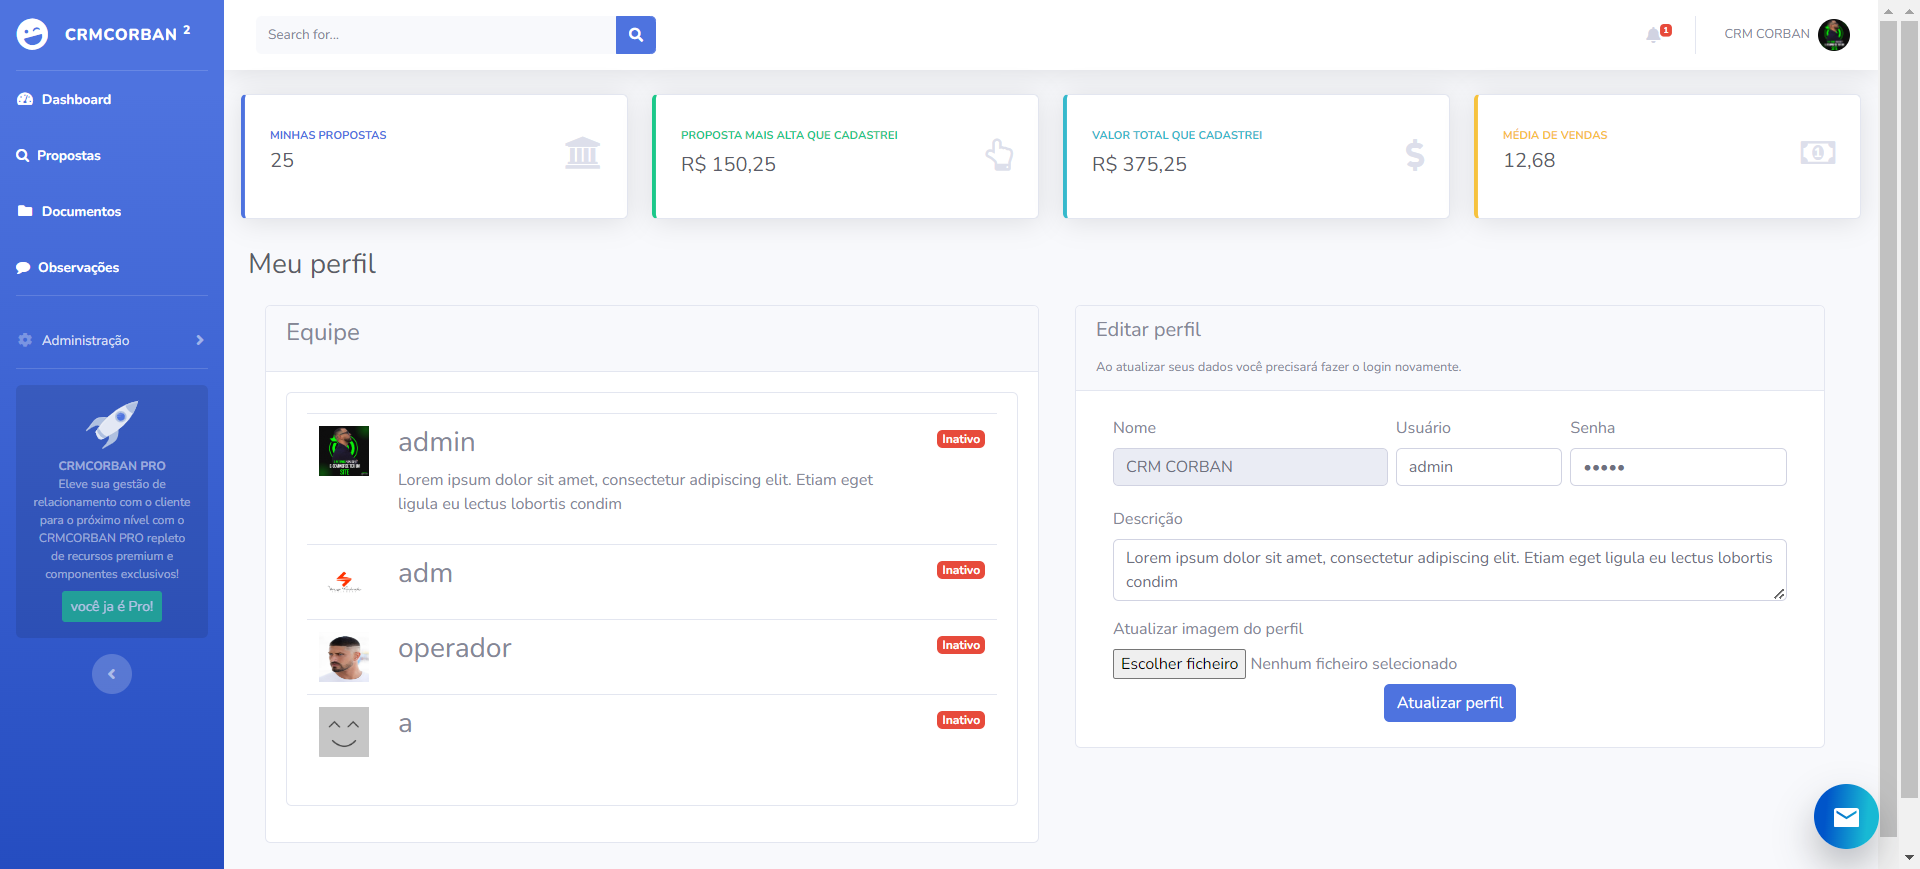 CRMCORBAN 2
Search for...
1
CRM CORBAN
Dashboard
Propostas
Documentos
Observações
Administração
CRMCORBAN PRO
Eleve sua gestão de
relacionamento com o cliente
para o próximo nível com o
CRMCORBAN PRO repleto
de recursos premium e
componentes exclusivos!
você ja é Pro!
MINHAS PROPOSTAS
25
PROPOSTA MAIS ALTA QUE CADASTREI
R$ 150,25
VALOR TOTAL QUE CADASTREI
R$ 375,25
MÉDIA DE VENDAS
12,68
Meu perfil
Equipe
admin
Inativo
Lorem ipsum dolor sit amet, consectetur adipiscing elit. Etiam eget
ligula eu lectus lobortis condim
adm
Inativo
operador
Inativo
a
Inativo
Editar perfil
Ao atualizar seus dados você precisará fazer o login novamente.
Nome Usuário Senha
CRM CORBAN admin •••••
Descrição
Lorem ipsum dolor sit amet, consectetur adipiscing elit. Etiam eget ligula eu lectus lobortis
condim
Atualizar imagem do perfil
Escolher ficheiro Nenhum ficheiro selecionado
Atualizar perfil